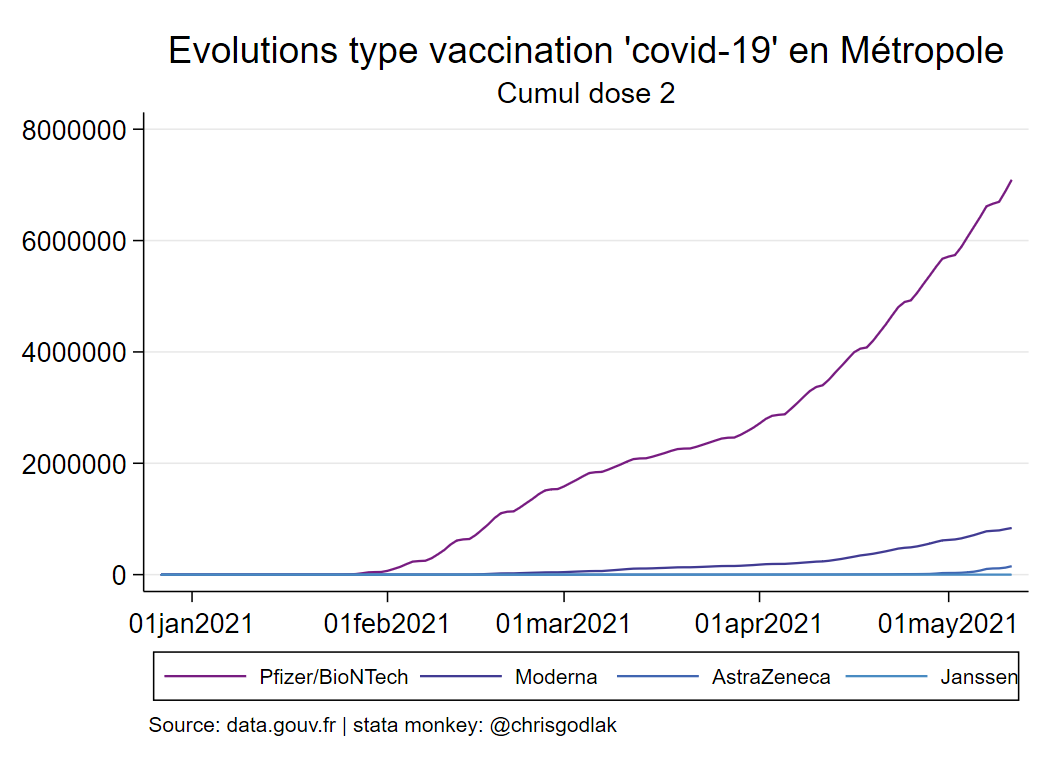 Evolutions type vaccination 'covid-19' en Métropole
Cumul dose 2
8000000
6000000
4000000
2000000
0
01jan2021 01feb2021 01mar2021 01apr2021 01may2021
Pfizer/BioNTech Moderna AstraZeneca Janssen
Source: data.gouv.fr | stata monkey: @chrisgodlak